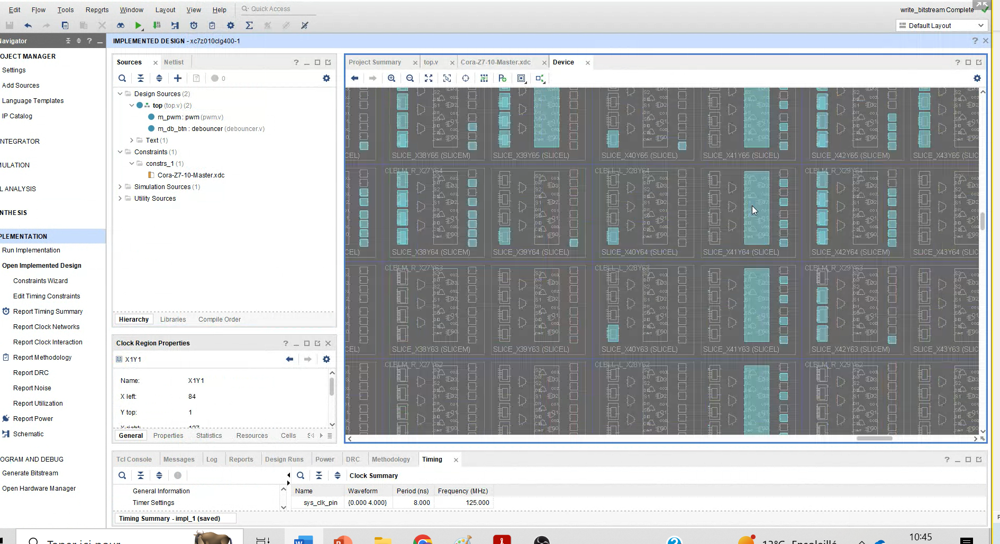 Edit Flow Tools Reports Window Layout View Help Quick Access write_bitstream Complete
Default Layout
Navigator ? IMPLEMENTED DESIGN - xc7z010clg400-1 ?
OJECT MANAGER
Settings
Add Sources
Language Templates
IP Catalog
NTEGRATOR
MULATION
L ANALYSIS
NTHESIS
PLEMENTATION
Run Implementation
Open Implemented Design
Constraints Wizard
Edit Timing Constraints
Report Timing Summary
Report Clock Networks
Report Clock Interaction
Report Methodology
Report DRC
Report Noise
Report Utilization
Report Power
Schematic
OGRAM AND DEBUG
Generate Bitstream
Open Hardware Manager
Sources Netlist ?
0
Design Sources (2)
top (top.v) (2)
m_pwm : pwm (pwm.v)
m_db_btn : debouncer (debouncer.v)
Text (1)
Constraints (1)
constrs_1 (1)
Cora-Z7-10-Master.xdc
Simulation Sources (1)
Utility Sources
Hierarchy Libraries Compile Order
Clock Region Properties ?
X1Y1
Name: X1Y1
X left: 84
Y top: 1
X right: 127
General Properties Statistics Resources Cells
Project Summary top.v Cora-Z7-10-Master.xdc Device ?
CEL) SLICE_X38Y65 (SLICEM) SLICE_X39Y65 (SLICEL) SLICE_X40Y65 (SLICEL) SLICE_X41Y65 (SLICEL) SLICE_X42Y65 (SLICEM) SLICE_X43Y65 (SLIC
CLBLM_R_X27Y64 CLBLL_L_X28Y64 CLBLM_R_X29Y64
CEL) SLICE_X38Y64 (SLICEM) SLICE_X39Y64 (SLICEL) SLICE_X40Y64 (SLICEL) SLICE_X41Y64 (SLICEL) SLICE_X42Y64 (SLICEM) SLICE_X43Y64 (SLIC
CLBLM_R_X27Y63 CLBLL_L_X28Y63 CLBLM_R_X29Y63
CEL) SLICE_X38Y63 (SLICEM) SLICE_X39Y63 (SLICEL) SLICE_X40Y63 (SLICEL) SLICE_X41Y63 (SLICEL) SLICE_X42Y63 (SLICEM) SLICE_X43Y63 (SLIC
CLBLM_R_X27Y62 CLBLL_L_X28Y62 CLBLM_R_X29Y62
Tcl Console Messages Log Reports Design Runs Power DRC Methodology Timing ?
Clock Summary
General Information
Timer Settings
Name Waveform Period (ns) Frequency (MHz)
sys_clk_pin {0.000 4.000} 8.000 125.000
Timing Summary - impl_1 (saved)
Taper ici pour
13°C Ensoleillé
10:45